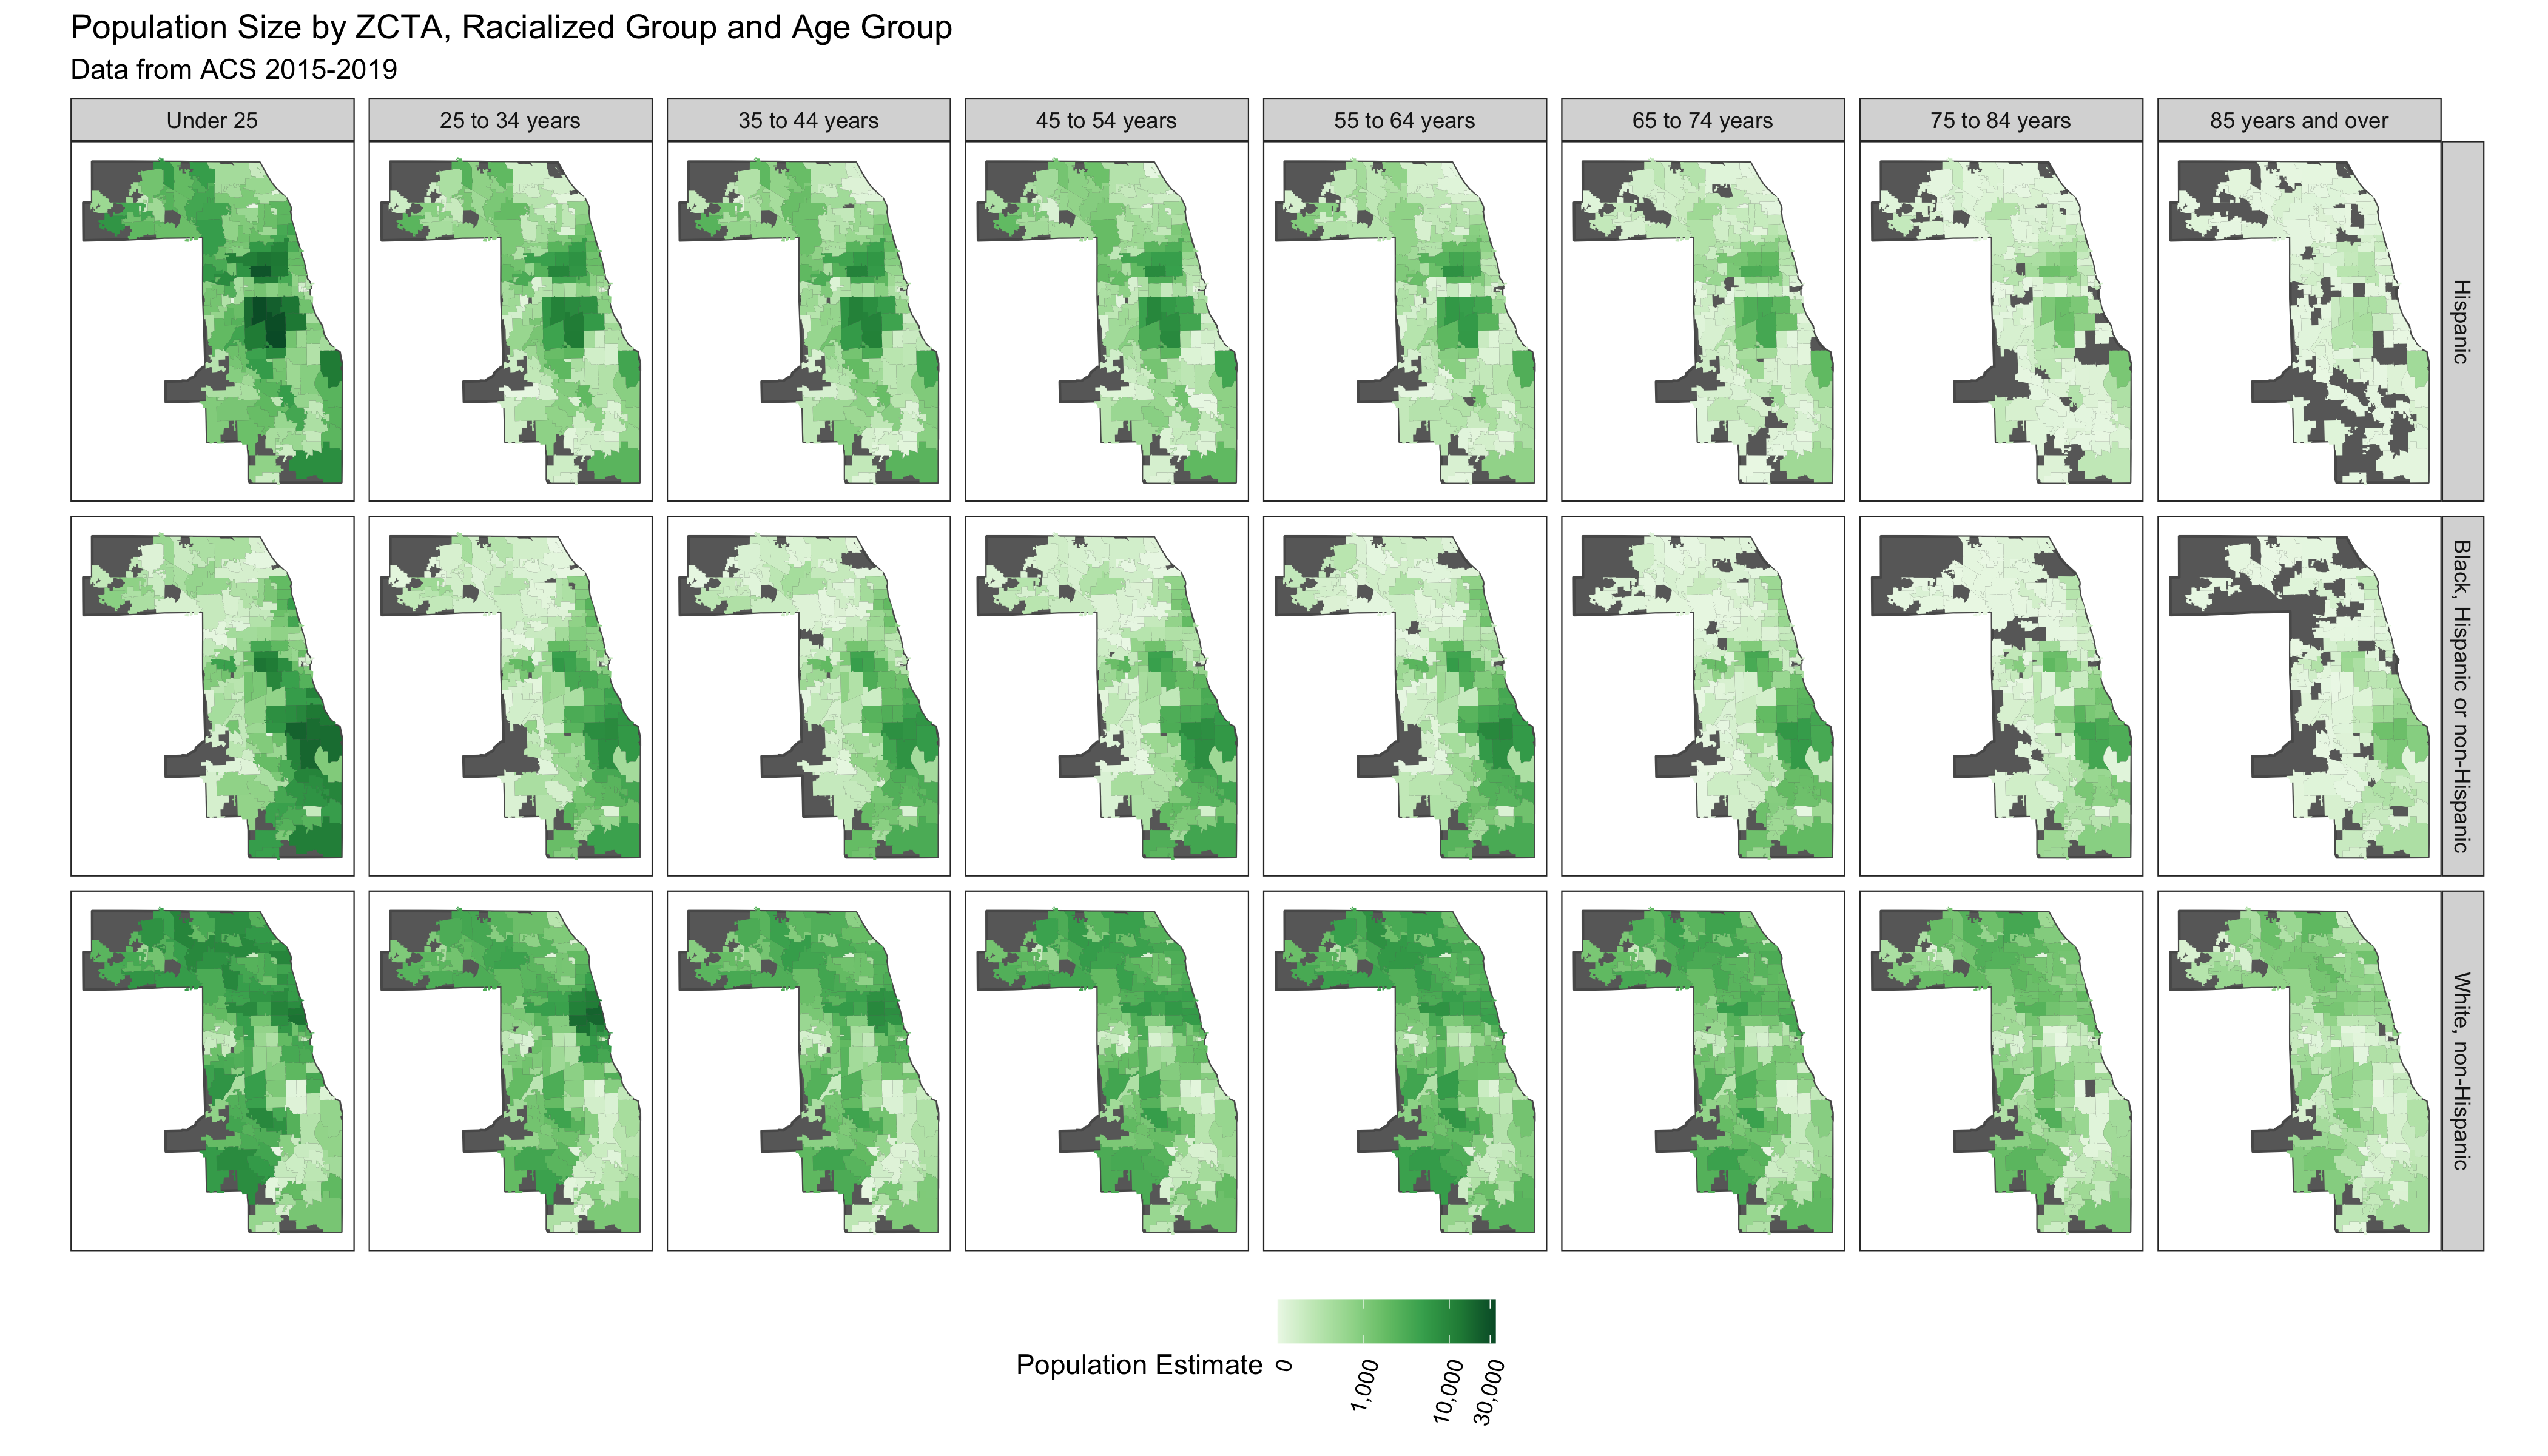 Population Size by ZCTA, Racialized Group and Age Group
Data from ACS 2015-2019
Under 25
25 to 34 years
35 to 44 years
45 to 54 years
55 to 64 years
65 to 74 years
75 to 84 years
85 years and over
Hispanic
Black, Hispanic or non-Hispanic
White, non-Hispanic
Population Estimate
0
1,000
10,000
30,000